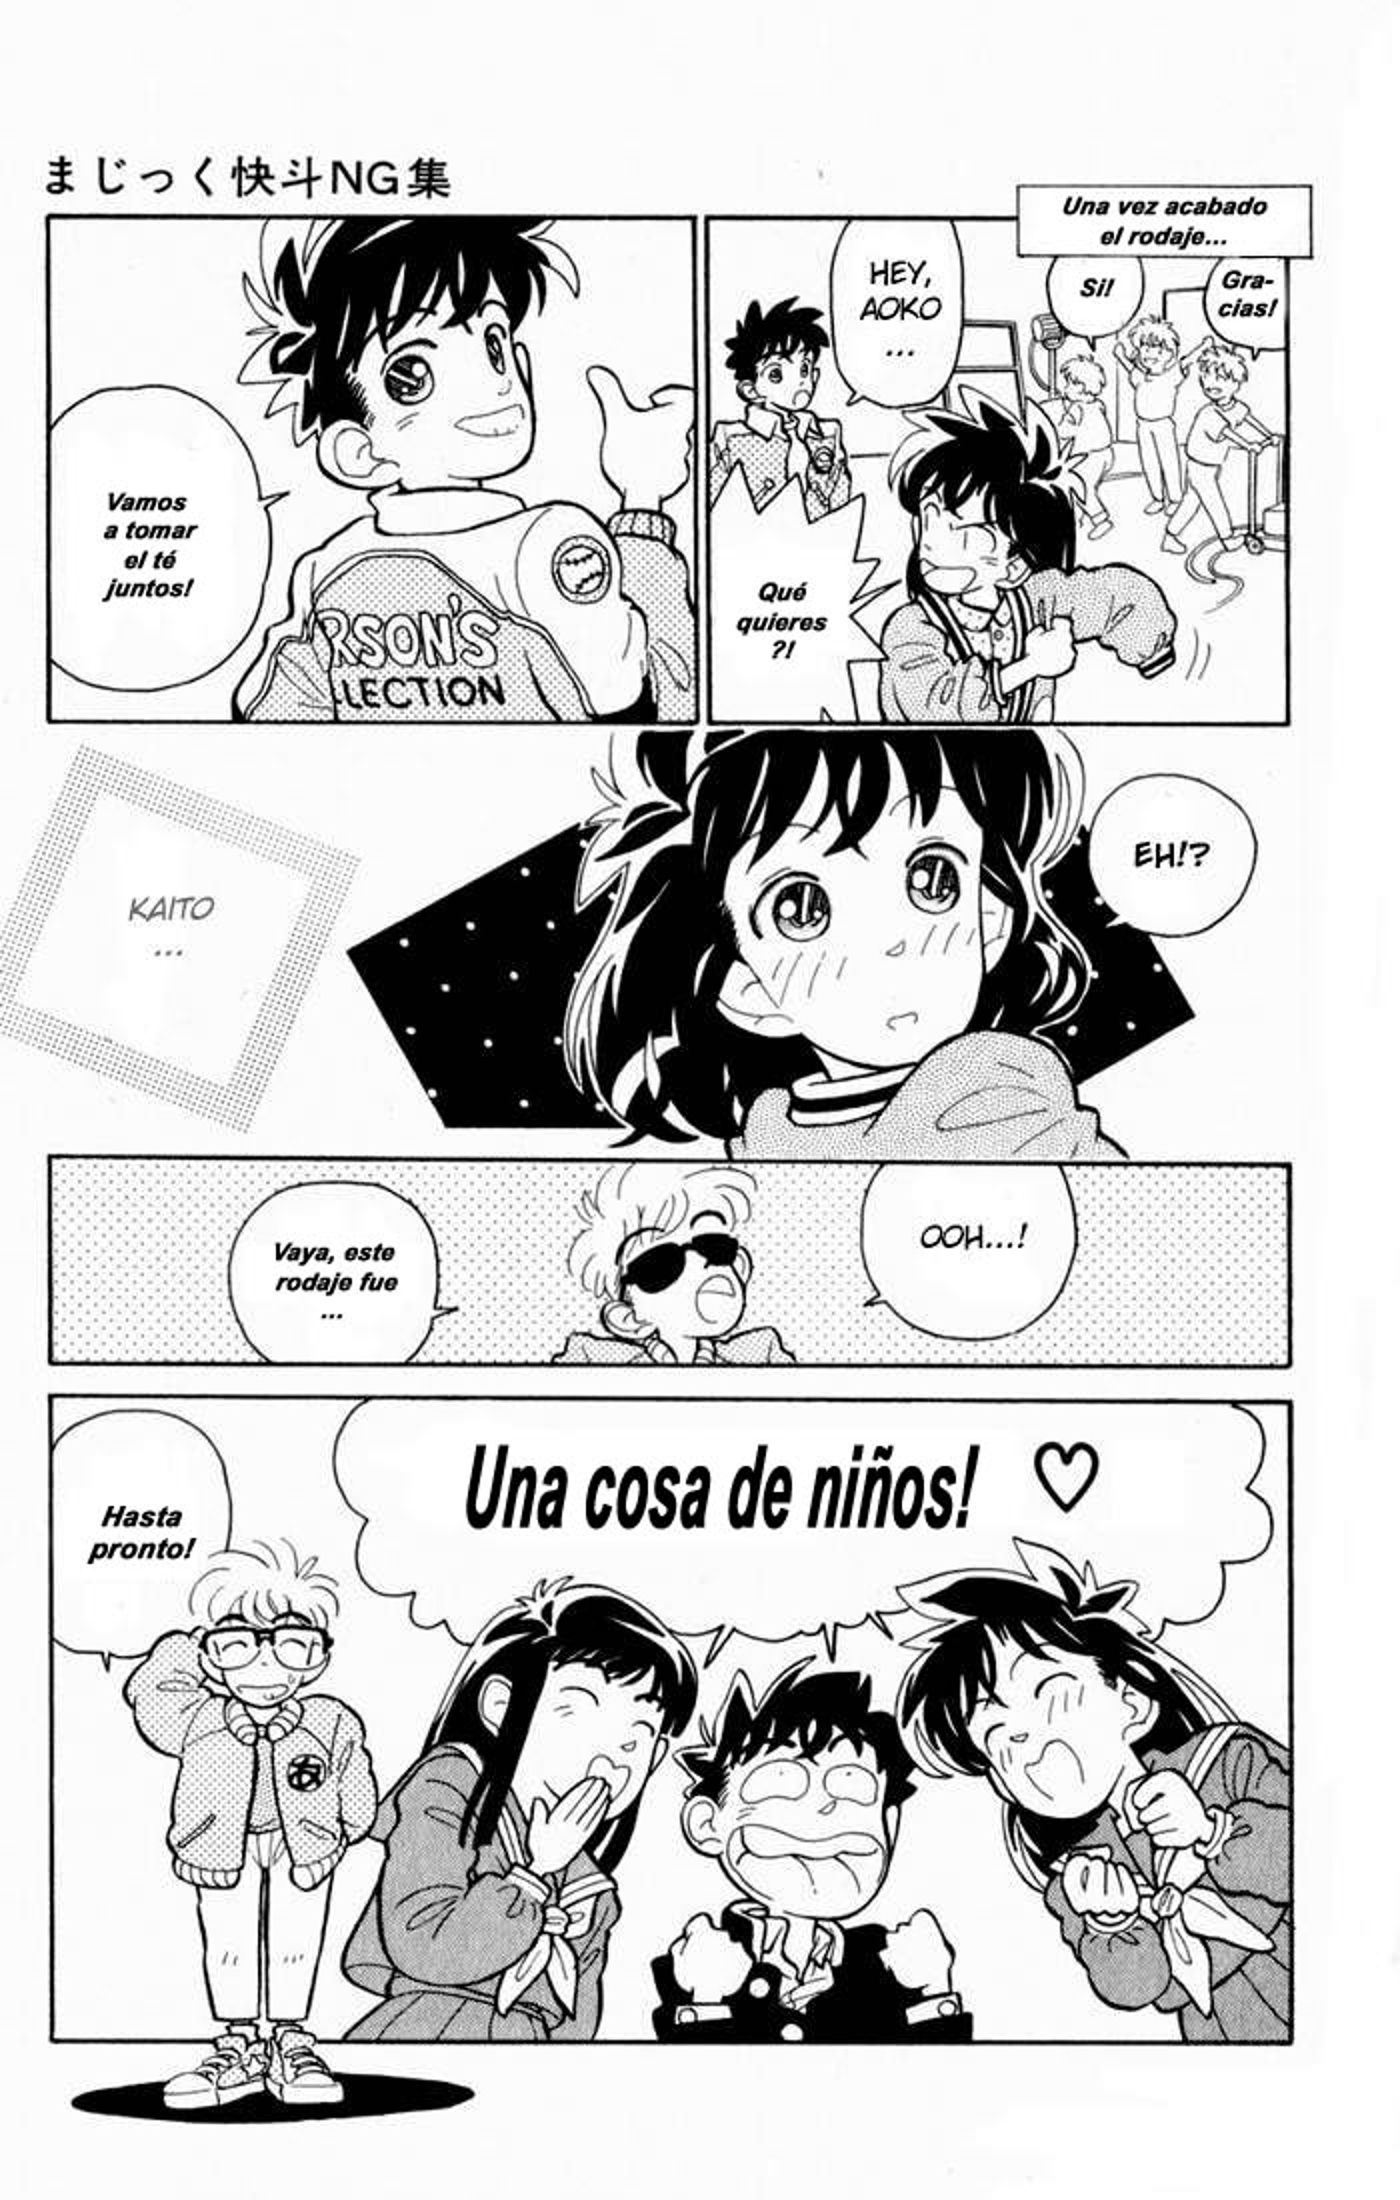 まじっく快斗NG集
Una vez acabado
el rodaje...
Gra-
cias!
Si!
HEY,
AOKO
...
Qué
quieres
?!
Vamos
a tomar
el té
juntos!
RSON'S
LLECTION
EH!?
KAITO
...
OOH...!
Vaya, este
rodaje fue
...
Una cosa de niños! ♡
Hasta
pronto!
あ